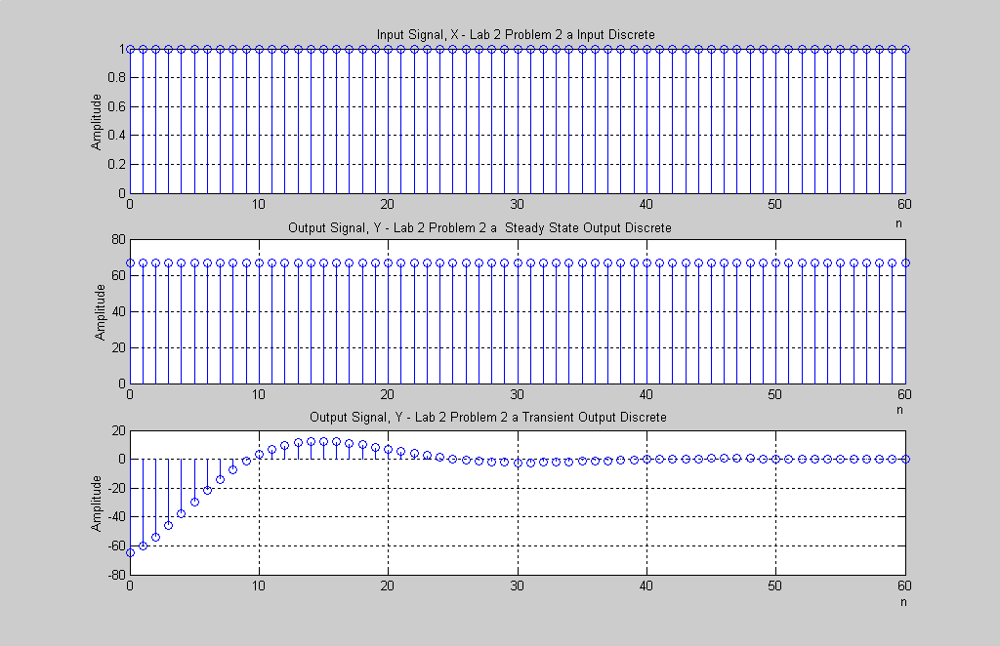 Input Signal, X - Lab 2 Problem 2 a Input Discrete
1
0.8
0.6
0.4
0.2
0
Amplitude
0 10 20 30 40 50 60
n
Output Signal, Y - Lab 2 Problem 2 a  Steady State Output Discrete
80
60
40
20
0
Amplitude
0 10 20 30 40 50 60
n
Output Signal, Y - Lab 2 Problem 2 a Transient Output Discrete
20
0
-20
-40
-60
-80
Amplitude
0 10 20 30 40 50 60
n